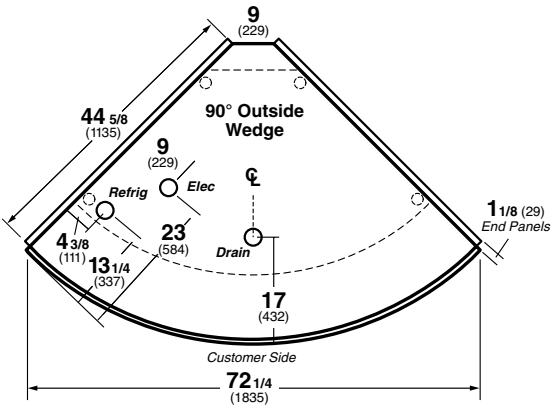 9
(229)
44 5/8
(1135)
90° Outside
Wedge
9
(229)
Refrig
Elec
℄
1 1/8 (29)
End Panels
4 3/8
(111)
23
(584)
Drain
13 1/4
(337)
17
(432)
Customer Side
72 1/4
(1835)